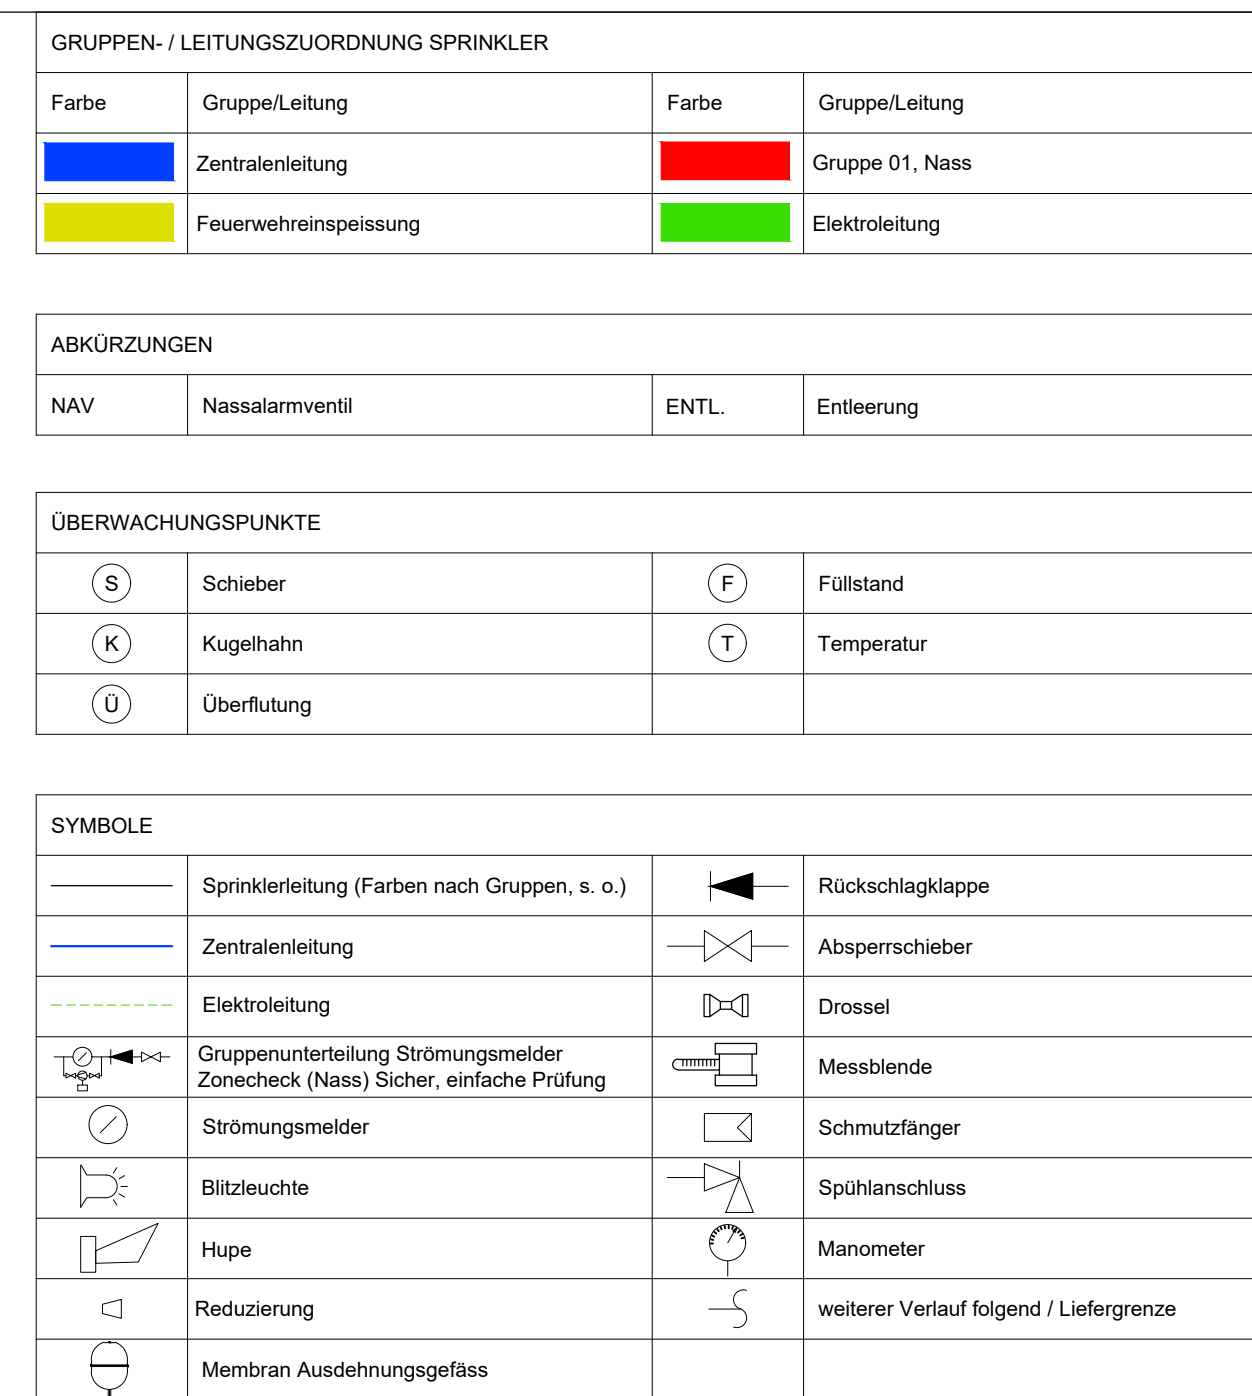 GRUPPEN- / LEITUNGSZUORDNUNG SPRINKLER
Farbe Gruppe/Leitung Farbe Gruppe/Leitung
Zentralenleitung Gruppe 01, Nass
Feuerwehreinspeissung Elektroleitung
ABKÜRZUNGEN
NAV Nassalarmventil ENTL. Entleerung
ÜBERWACHUNGSPUNKTE
S Schieber F Füllstand
K Kugelhahn T Temperatur
Ü Überflutung
SYMBOLE
Sprinklerleitung (Farben nach Gruppen, s. o.) Rückschlagklappe
Zentralenleitung Absperrschieber
Elektroleitung Drossel
Gruppenunterteilung Strömungsmelder
Zonecheck (Nass) Sicher, einfache Prüfung Messblende
Strömungsmelder Schmutzfänger
Blitzleuchte Spühlanschluss
Hupe Manometer
Reduzierung weiterer Verlauf folgend / Liefergrenze
Membran Ausdehnungsgefäss